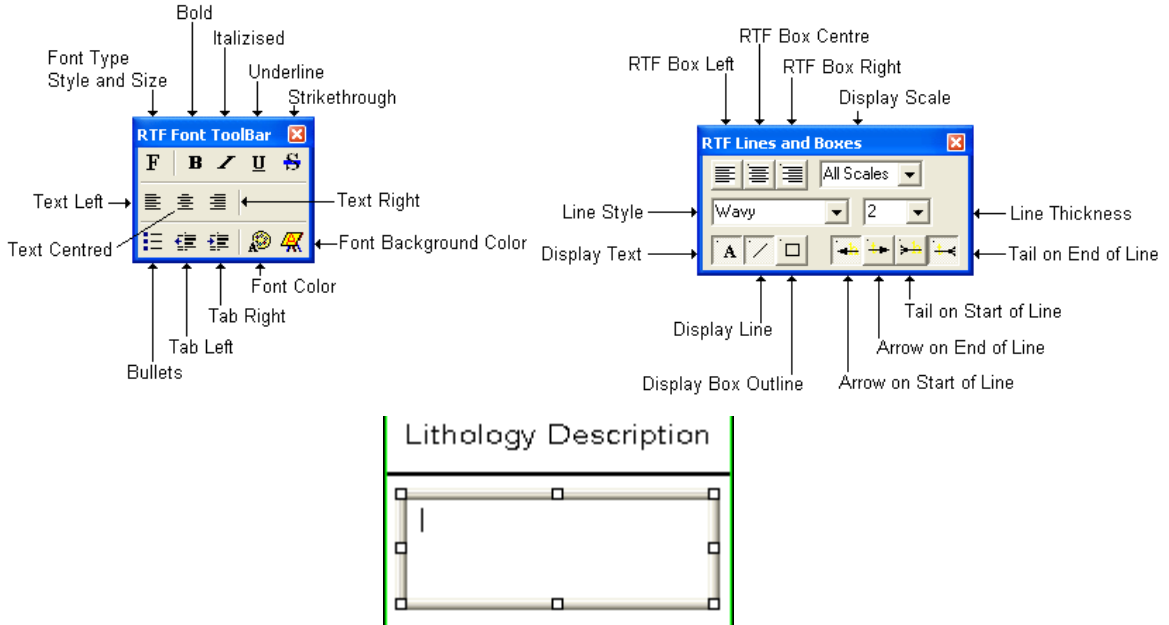 Bold
Italizised
Font Type
Style and Size
Underline
Strikethrough
RTF Font ToolBar
F B I U S
Text Left
Text Right
Text Centred
A
Font Background Color
Font Color
Tab Right
Tab Left
Bullets
RTF Box Centre
RTF Box Left
RTF Box Right
Display Scale
RTF Lines and Boxes
All Scales
Line Style
Wavy
2
Line Thickness
Display Text
A
Tail on End of Line
Tail on Start of Line
Display Line
Arrow on End of Line
Display Box Outline
Arrow on Start of Line
Lithology Description